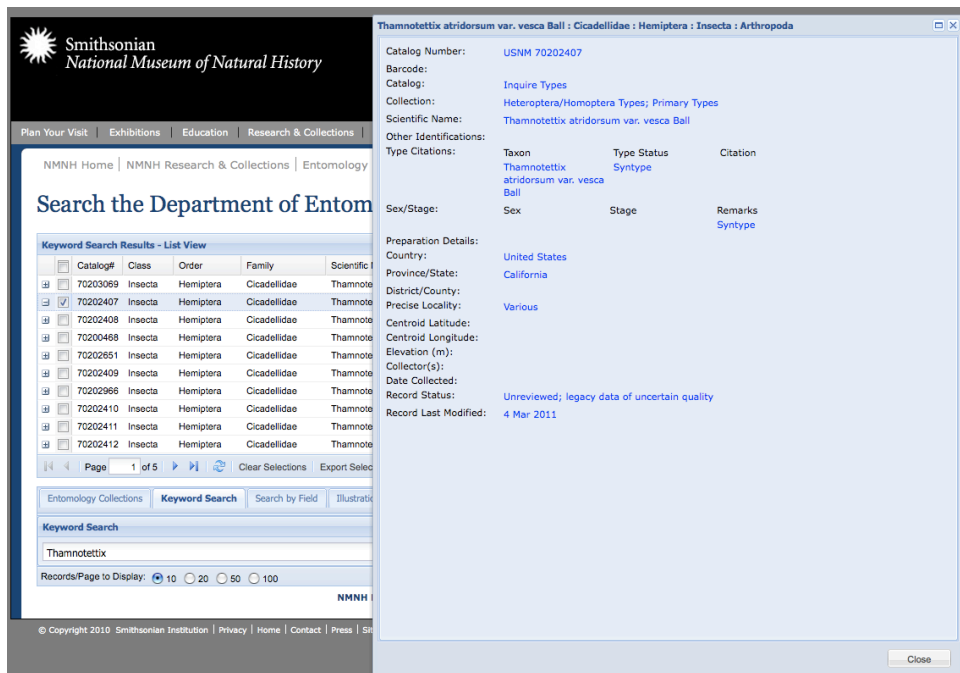 Smithsonian
National Museum of Natural History
Plan Your Visit | Exhibitions | Education | Research & Collections |
NMNH Home | NMNH Research & Collections | Entomology
Search the Department of Entom
Keyword Search Results - List View
Catalog# Class Order Family Scientific
70203069 Insecta Hemiptera Cicadellidae Thamnote
70202407 Insecta Hemiptera Cicadellidae Thamnote
70202408 Insecta Hemiptera Cicadellidae Thamnote
70200468 Insecta Hemiptera Cicadellidae Thamnote
70202651 Insecta Hemiptera Cicadellidae Thamnote
70202409 Insecta Hemiptera Cicadellidae Thamnote
70202966 Insecta Hemiptera Cicadellidae Thamnote
70202410 Insecta Hemiptera Cicadellidae Thamnote
70202411 Insecta Hemiptera Cicadellidae Thamnote
70202412 Insecta Hemiptera Cicadellidae Thamnote
Page 1 of 5 Clear Selections Export Selec
Entomology Collections Keyword Search Search by Field Illustratio
Keyword Search
Thamnotettix
Records/Page to Display: 10 20 50 100
NMNH
© Copyright 2010 Smithsonian Institution | Privacy | Home | Contact | Press | Sit
Thamnotettix atridorsum var. vesca Ball : Cicadellidae : Hemiptera : Insecta : Arthropoda
Catalog Number: USNM 70202407
Barcode:
Catalog: Inquire Types
Collection: Heteroptera/Homoptera Types; Primary Types
Scientific Name: Thamnotettix atridorsum var. vesca Ball
Other Identifications:
Type Citations: Taxon Type Status Citation
Thamnotettix Syntype
atridorsum var. vesca
Ball
Sex/Stage: Sex Stage Remarks
Syntype
Preparation Details:
Country: United States
Province/State: California
District/County:
Precise Locality: Various
Centroid Latitude:
Centroid Longitude:
Elevation (m):
Collector(s):
Date Collected:
Record Status: Unreviewed; legacy data of uncertain quality
Record Last Modified: 4 Mar 2011
Close